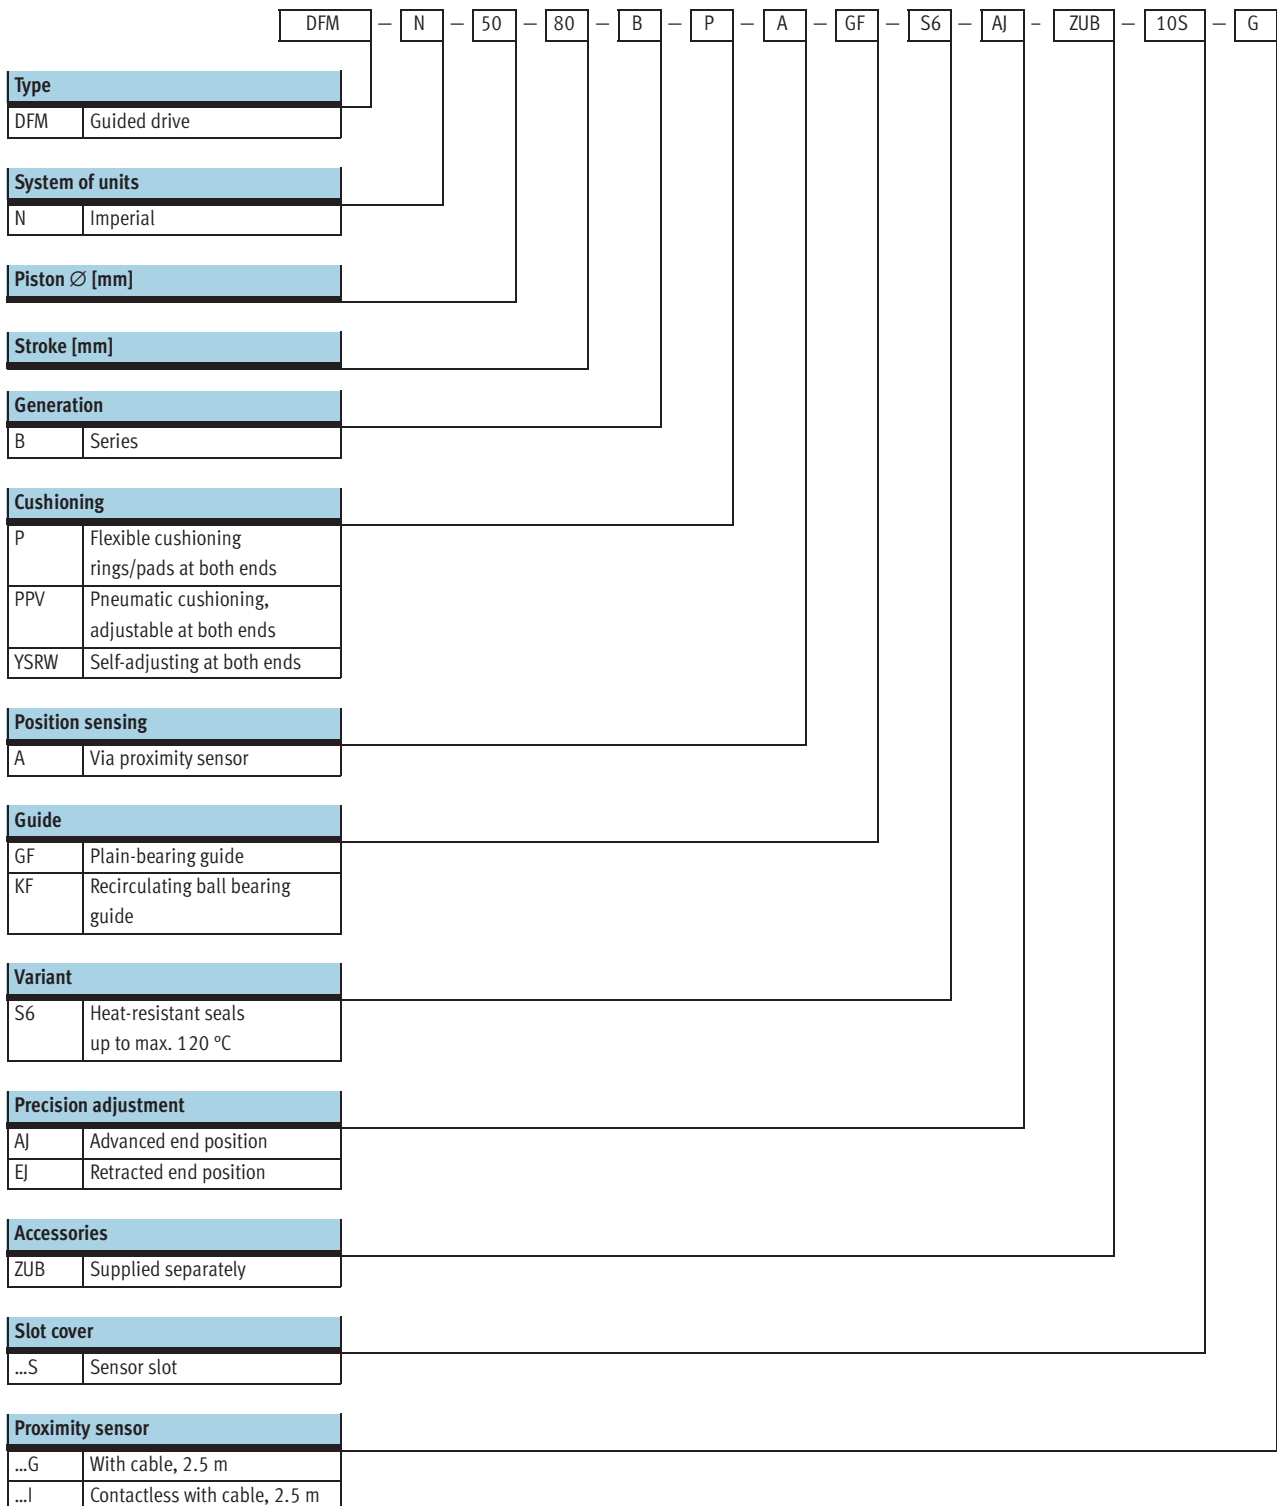 DFM – N – 50 – 80 – B – P – A – GF – S6 – AJ – ZUB – 10S – G
Type
DFM Guided drive
System of units
N Imperial
Piston ∅ [mm]
Stroke [mm]
Generation
B Series
Cushioning
P Flexible cushioning
rings/pads at both ends
PPV Pneumatic cushioning,
adjustable at both ends
YSRW Self-adjusting at both ends
Position sensing
A Via proximity sensor
Guide
GF Plain-bearing guide
KF Recirculating ball bearing
guide
Variant
S6 Heat-resistant seals
up to max. 120 °C
Precision adjustment
AJ Advanced end position
EJ Retracted end position
Accessories
ZUB Supplied separately
Slot cover
...S Sensor slot
Proximity sensor
...G With cable, 2.5 m
...I Contactless with cable, 2.5 m